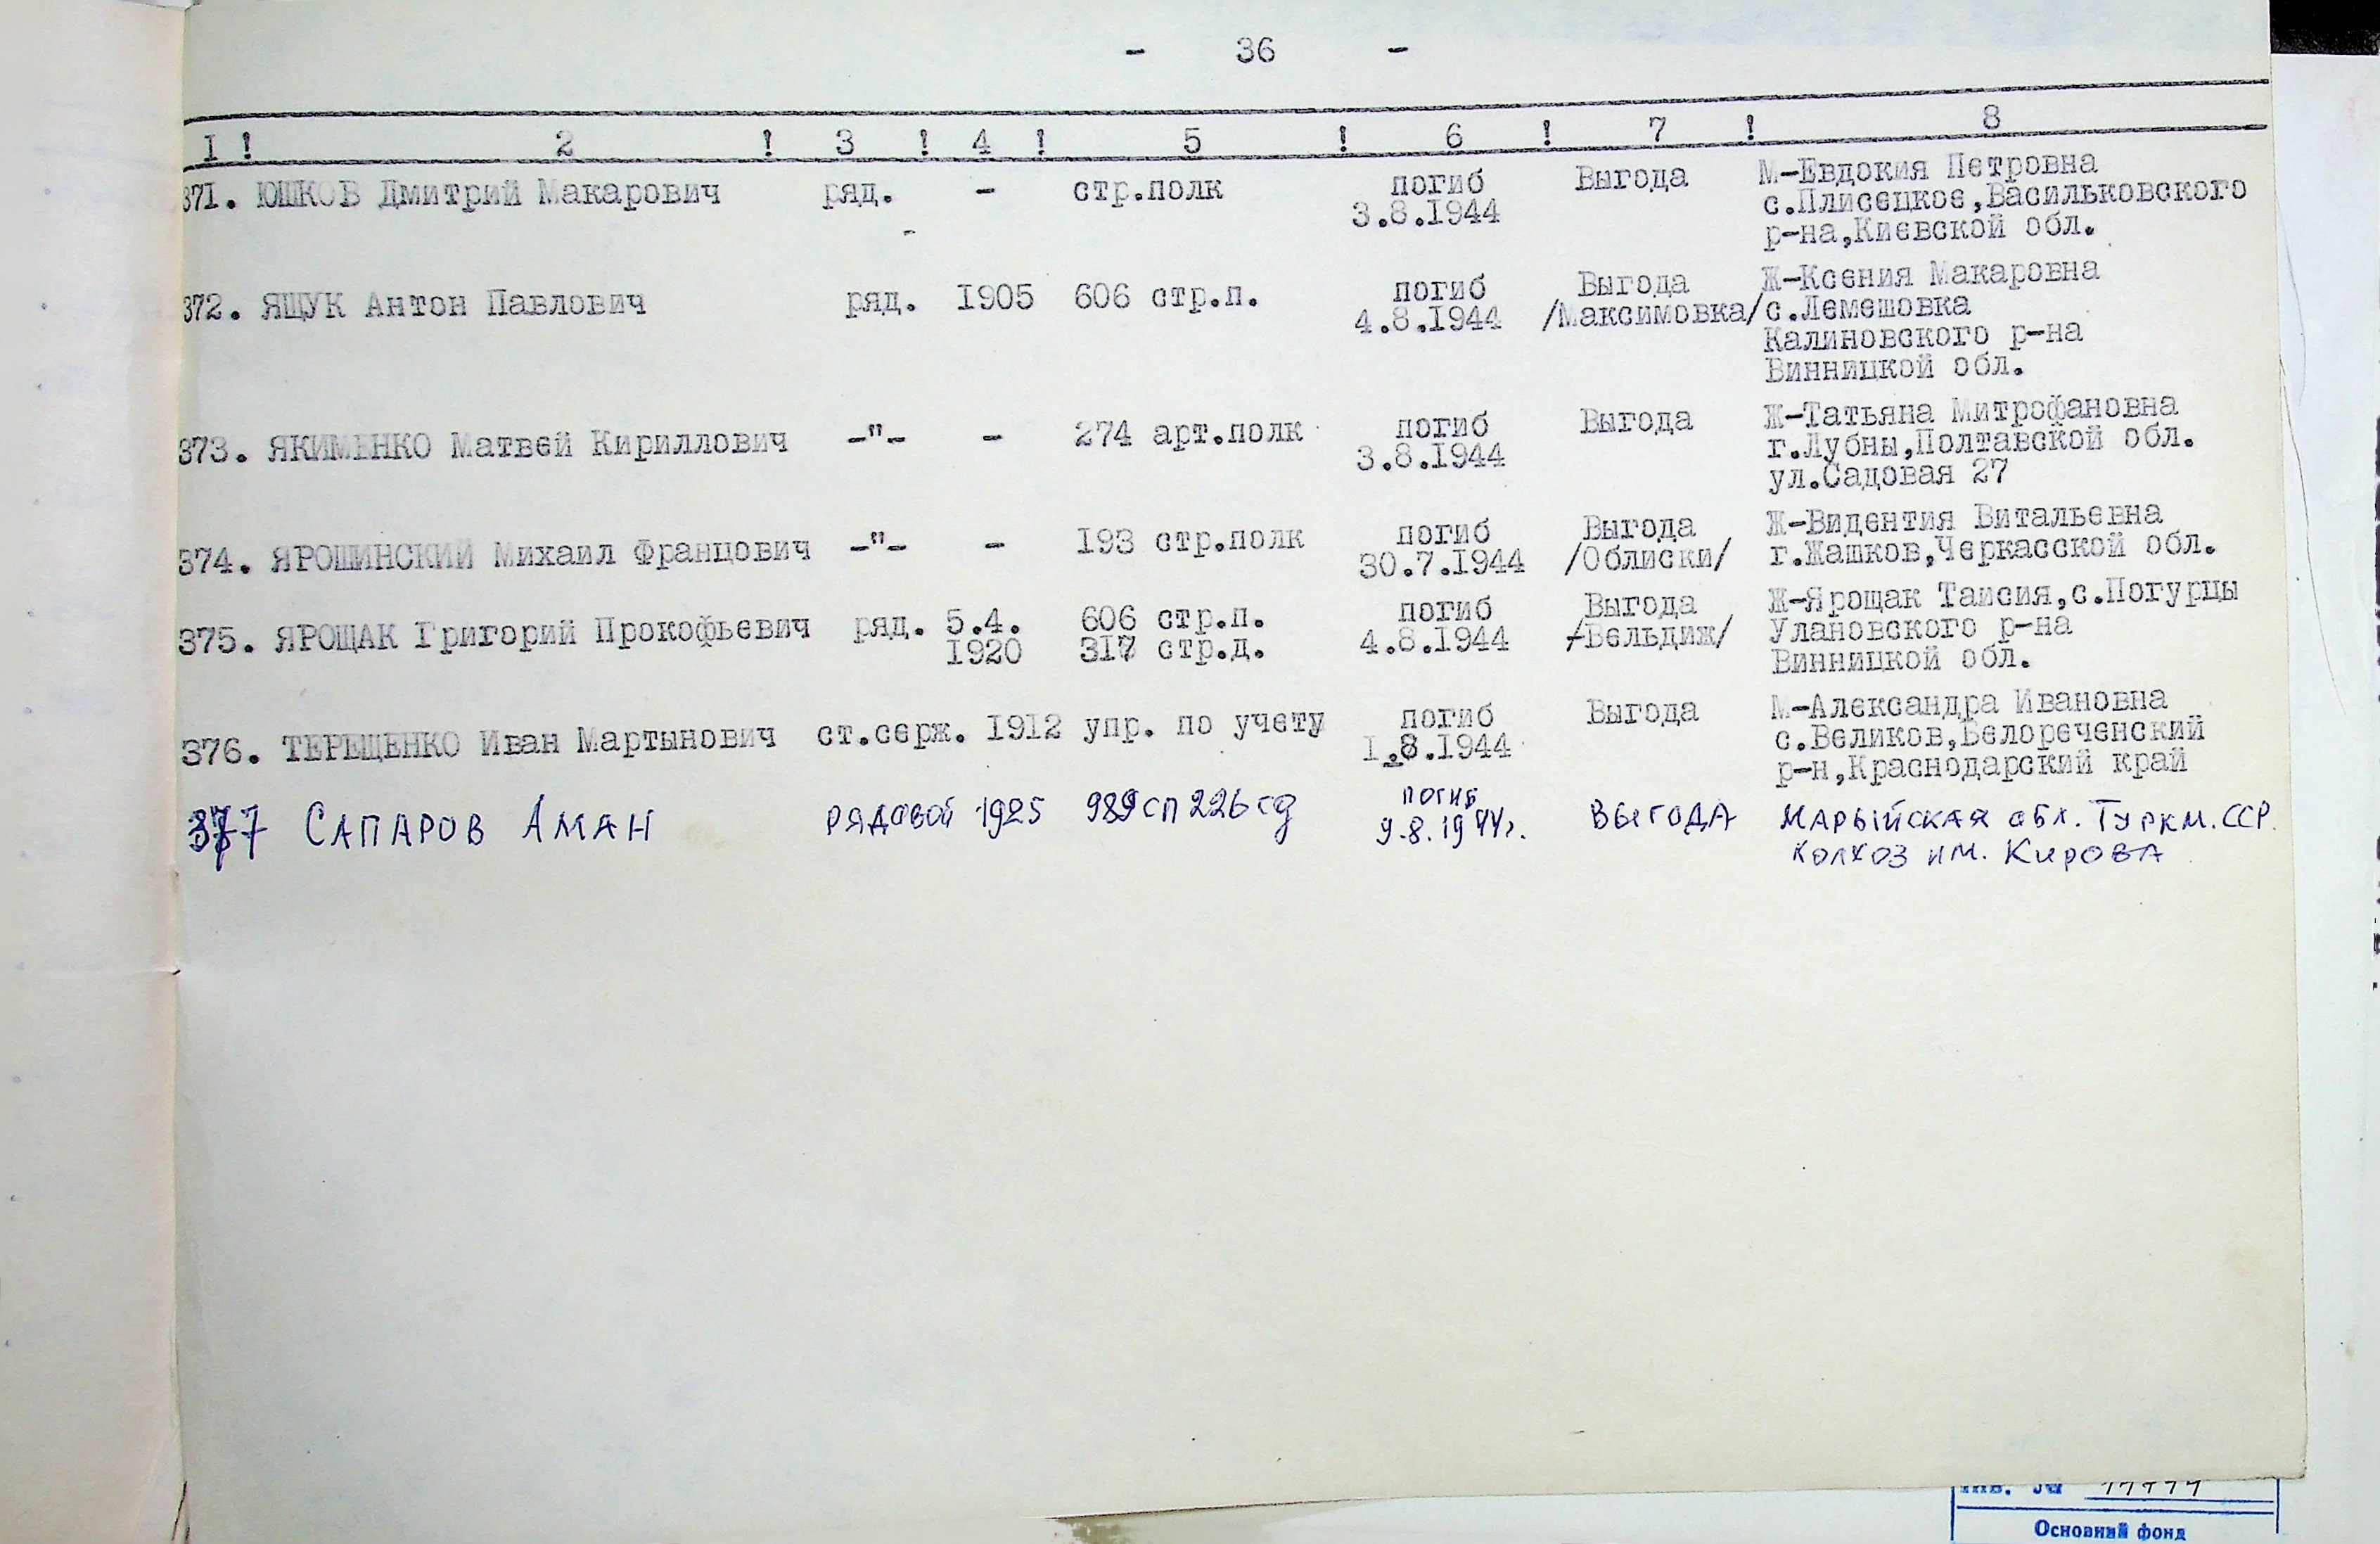 - 36 -
I ! 2 ! 3 ! 4 ! 5 ! 6 ! 7 ! 8
371. ЮШКОВ Дмитрий Макарович ряд. - стр.полк погиб Выгода М-Евдокия Петровна
3.8.1944 с.Плисецкое,Васильковского
р-на,Киевской обл.
372. ЯЩУК Антон Павлович ряд. 1905 606 стр.п. погиб Выгода Ж-Ксения Макаровна
4.8.1944 /Максимовка/ с.Лемешовка
Калиновского р-на
Винницкой обл.
373. ЯКИМЕНКО Матвей Кириллович -"- - 274 арт.полк погиб Выгода Ж-Татьяна Митрофановна
3.8.1944 г.Лубны,Полтавской обл.
ул.Садовая 27
374. ЯРОШИНСКИЙ Михаил Францович -"- - 193 стр.полк погиб Выгода Ж-Видентия Витальевна
30.7.1944 /Облиски/ г.Жашков,Черкасской обл.
375. ЯРОЩАК Григорий Прокофьевич ряд. 5.4. 606 стр.п. погиб Выгода Ж-Ярощак Таисия,с.Погурцы
1920 317 стр.д. 4.8.1944 /Вельдиж/ Улановского р-на
Винницкой обл.
376. ТЕРЕЩЕНКО Иван Мартынович ст.серж. 1912 упр. по учету погиб Выгода М-Александра Ивановна
1.8.1944 с.Великов,Белореченский
р-н,Краснодарский край
377 САПАРОВ АМАН РЯДОВОЙ 1925 989 сп 226 сд ПОГИБ ВЫГОДА МАРЫЙСКАЯ обл. ТУРКМ. ССР.
9.8.1944г. КОЛХОЗ ИМ. КИРОВА
Инв. №
Основний фонд